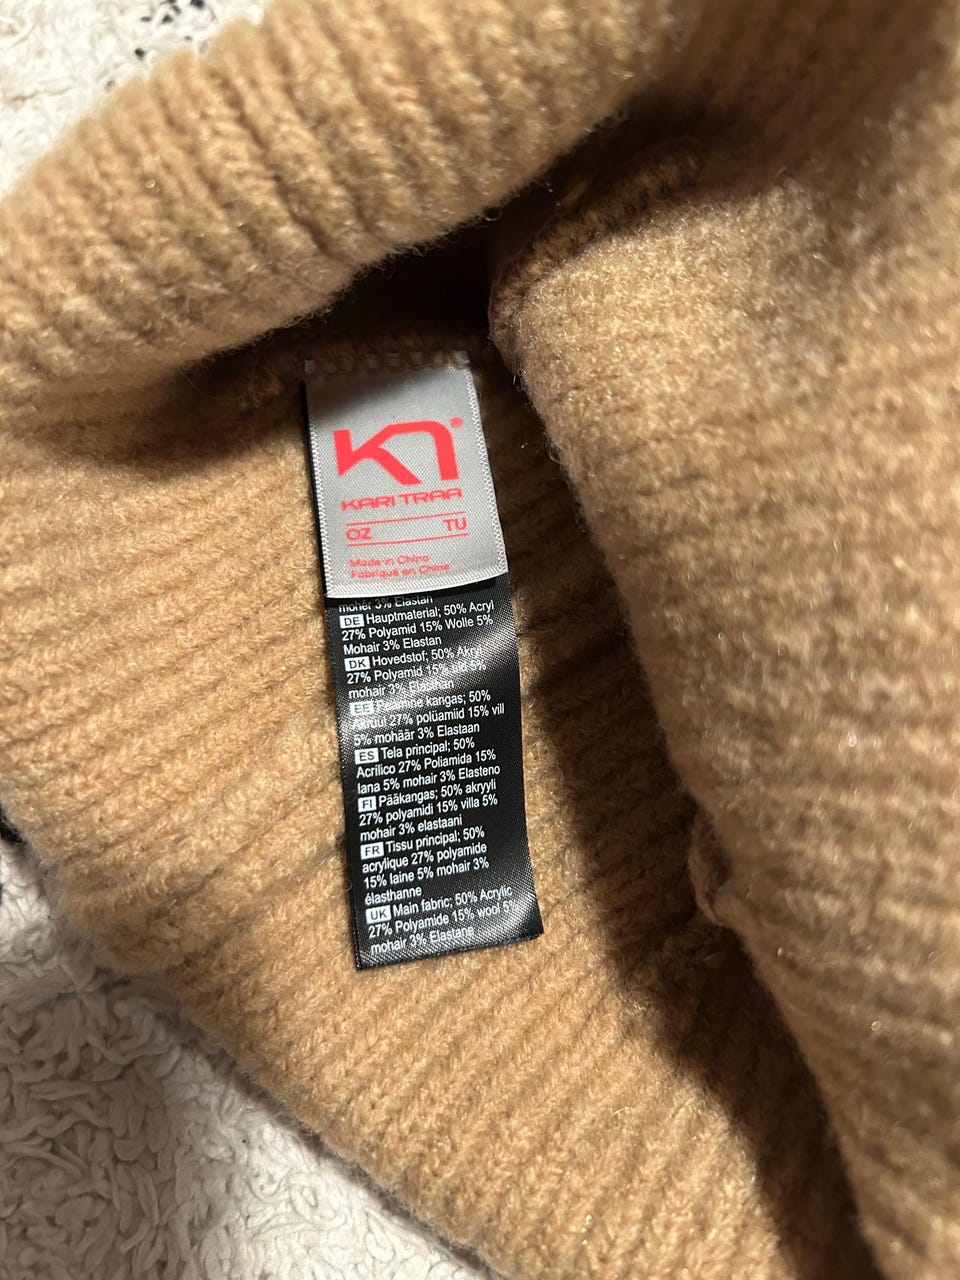 KARI TRAA
OZ TU
Made in China
Fabriqué en Chine
3% Elastan
DE Hauptmaterial; 50% Acryl
27% Polyamid 15% Wolle 5%
Mohair 3% Elastan
DK Hovedstof; 50% Akryl
27% Polyamid 15% uld 5%
mohair 3% Elasthan
EE kangas; 50%
27% polüamiid 15% vill
5% mohäär 3% Elastaan
ES Tela principal; 50%
Acrílico 27% Poliamida 15%
lana 5% mohair 3% Elasteno
FI Pääkangas; 50% akryyli
27% polyamidi 15% villa 5%
mohair 3% elastaani
FR Tissu principal; 50%
acrylique 27% polyamide
15% laine 5% mohair 3%
élasthanne
UK Main fabric; 50% Acrylic
27% Polyamide 15% wool 5%
mohair 3% Elastane